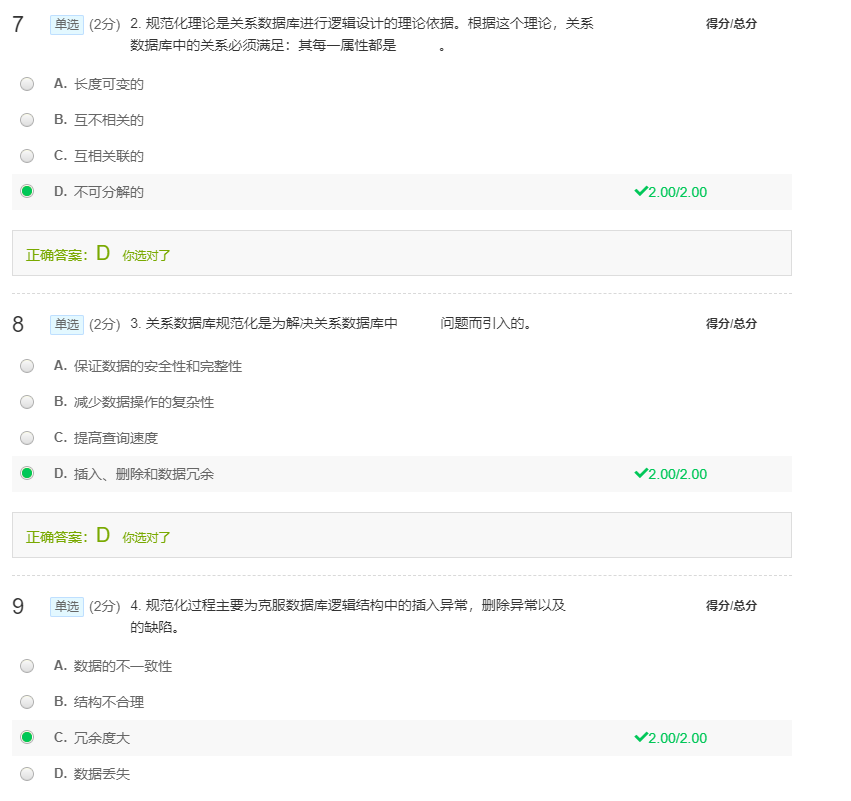 7 单选 (2分) 2. 规范化理论是关系数据库进行逻辑设计的理论依据。根据这个理论，关系 得分/总分
数据库中的关系必须满足：其每一属性都是 。
A. 长度可变的
B. 互不相关的
C. 互相关联的
D. 不可分解的 2.00/2.00
正确答案：D 你选对了
8 单选 (2分) 3. 关系数据库规范化是为解决关系数据库中 问题而引入的。 得分/总分
A. 保证数据的安全性和完整性
B. 减少数据操作的复杂性
C. 提高查询速度
D. 插入、删除和数据冗余 2.00/2.00
正确答案：D 你选对了
9 单选 (2分) 4. 规范化过程主要为克服数据库逻辑结构中的插入异常，删除异常以及 得分/总分
的缺陷。
A. 数据的不一致性
B. 结构不合理
C. 冗余度大 2.00/2.00
D. 数据丢失